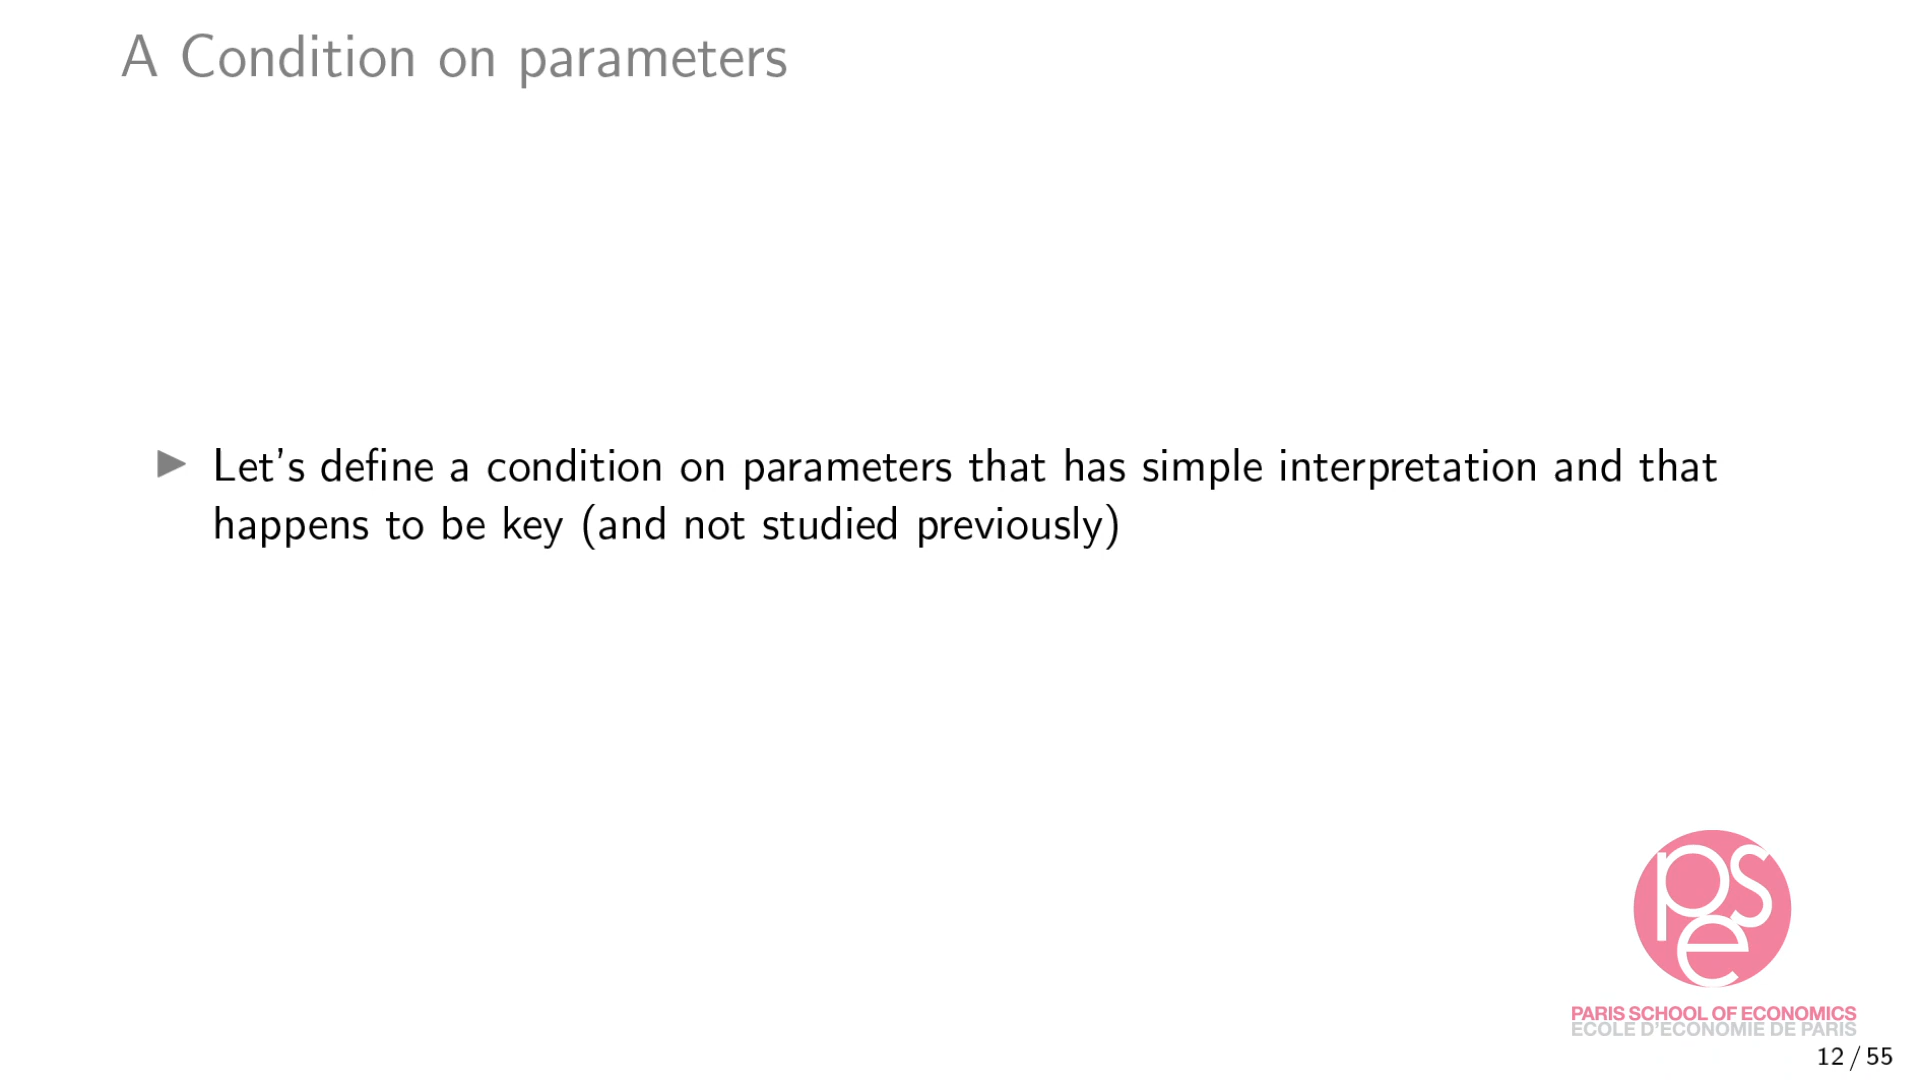 A Condition on parameters
▶ Let's define a condition on parameters that has simple interpretation and that
happens to be key (and not studied previously)
pse
PARIS SCHOOL OF ECONOMICS
ECOLE D'ECONOMIE DE PARIS
12 / 55